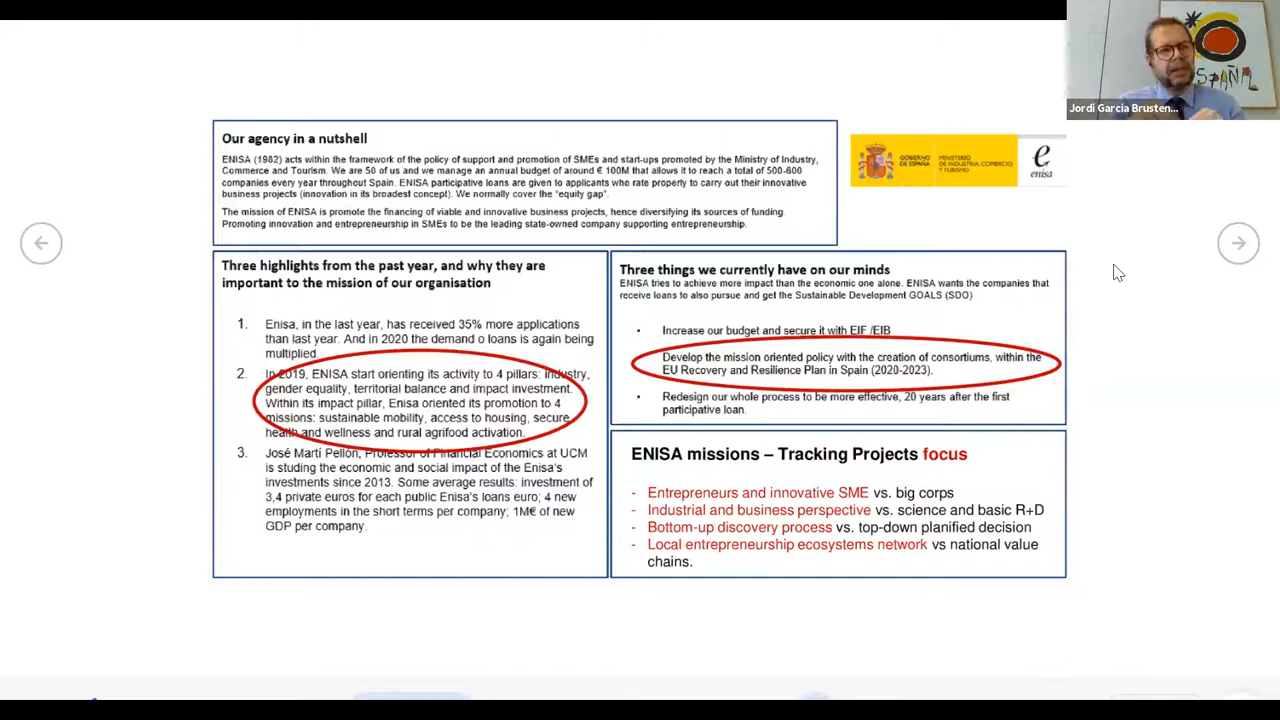 Jordi García Brusten...
ESPAÑA
Our agency in a nutshell
ENISA (1982) acts within the framework of the policy of support and promotion of SMEs and start-ups promoted by the Ministry of Industry,
Commerce and Tourism. We are 50 of us and we manage an annual budget of around € 100M that allows it to reach a total of 500-600
companies every year throughout Spain. ENISA participative loans are given to applicants who rate property to carry out their innovative
business projects (innovation in its broadest concept). We normally cover the “equity gap”.
The mission of ENISA is promote the financing of viable and innovative business projects, hence diversifying its sources of funding.
Promoting innovation and entrepreneurship in SMEs to be the leading state-owned company supporting entrepreneurship.
GOBIERNO
DE ESPAÑA
MINISTERIO
DE INDUSTRIA, COMERCIO
Y TURISMO
e
enisa
Three highlights from the past year, and why they are
important to the mission of our organisation
1. Enisa, in the last year, has received 35% more applications
than last year. And in 2020 the demand o loans is again being
multiplied.
2. In 2019, ENISA start orienting its activity to 4 pillars: industry,
gender equality, territorial balance and impact investment.
Within its impact pillar, Enisa oriented its promotion to 4
missions: sustainable mobility, access to housing, secure
health and wellness and rural agrifood activation.
3. José Martí Pellón, Professor of Financial Economics at UCM
is studing the economic and social impact of the Enisa's
investments since 2013. Some average results: investment of
3,4 private euros for each public Enisa's loans euro; 4 new
employments in the short terms per company; 1M€ of new
GDP per company.
Three things we currently have on our minds
ENISA tries to achieve more impact than the economic one alone. ENISA wants the companies that
receive loans to also pursue and get the Sustainable Development GOALS (SDO)
• Increase our budget and secure it with EIF /EIB
Develop the mission oriented policy with the creation of consortiums, within the
EU Recovery and Resilience Plan in Spain (2020-2023).
• Redesign our whole process to be more effective, 20 years after the first
participative loan.
ENISA missions – Tracking Projects focus
- Entrepreneurs and innovative SME vs. big corps
- Industrial and business perspective vs. science and basic R+D
- Bottom-up discovery process vs. top-down planified decision
- Local entrepreneurship ecosystems network vs national value
chains.